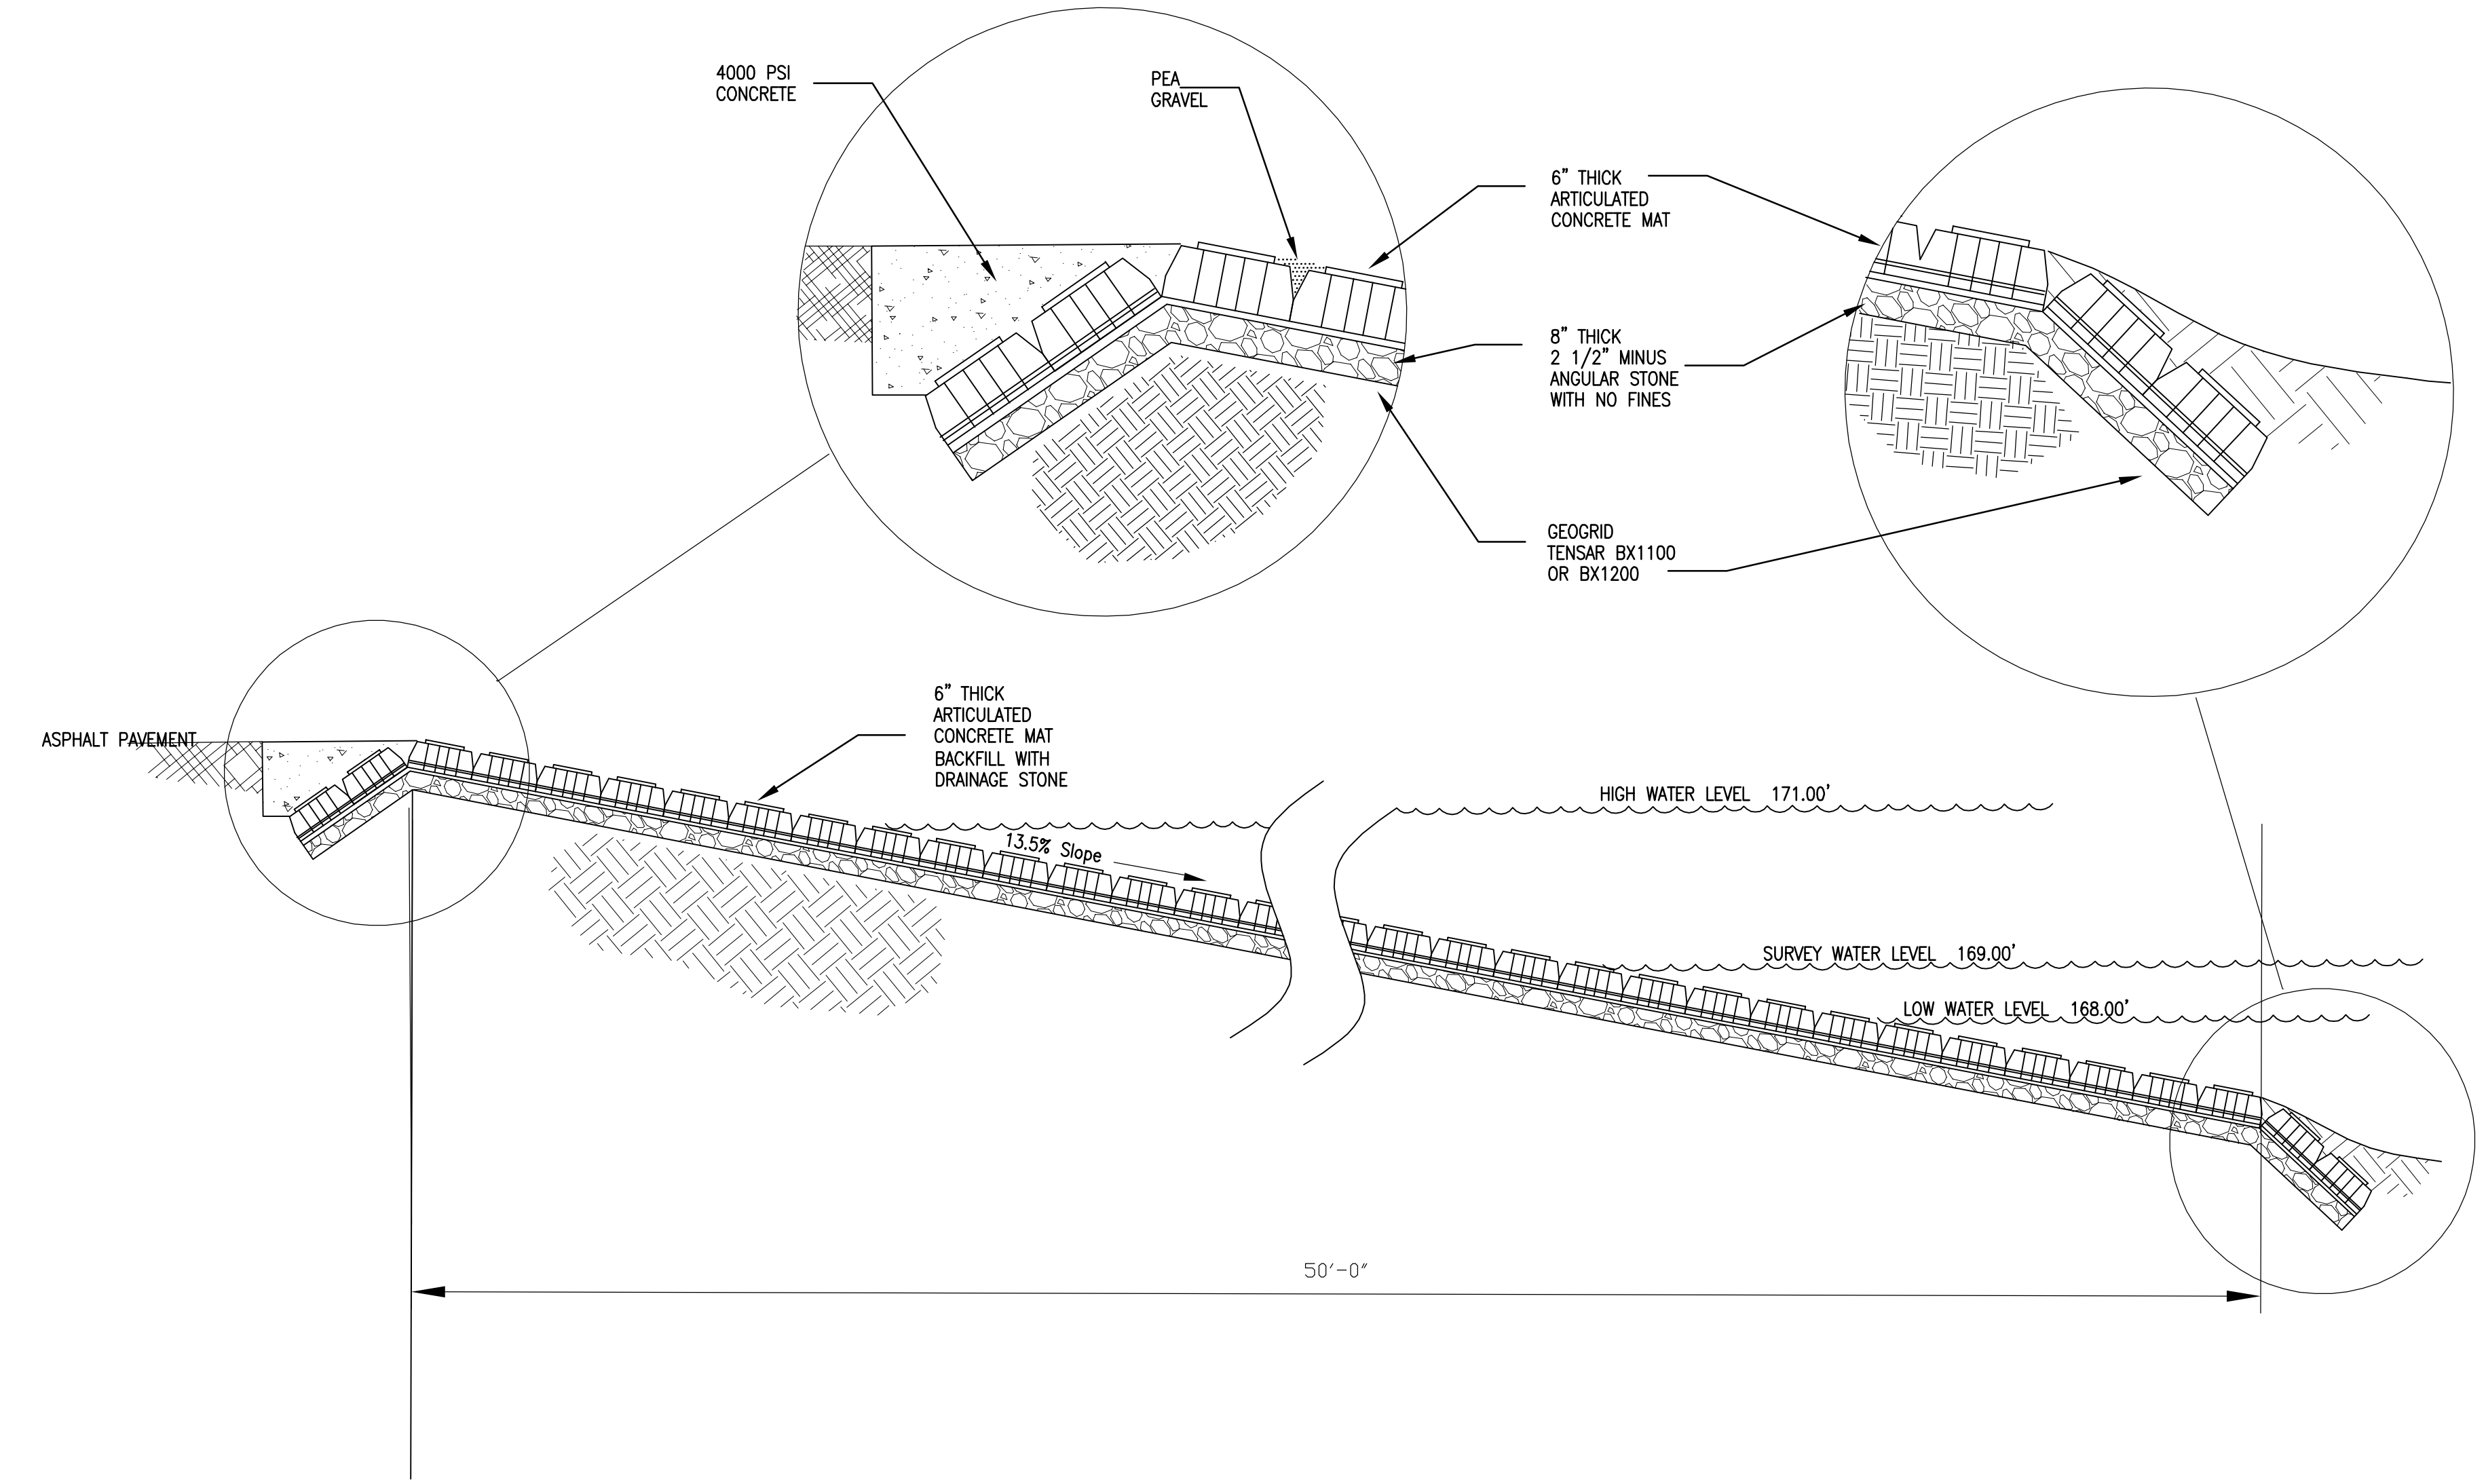 4000 PSI
CONCRETE
PEA
GRAVEL
6" THICK
ARTICULATED
CONCRETE MAT
8" THICK
2 1/2" MINUS
ANGULAR STONE
WITH NO FINES
GEOGRID
TENSAR BX1100
OR BX1200
ASPHALT PAVEMENT
6" THICK
ARTICULATED
CONCRETE MAT
BACKFILL WITH
DRAINAGE STONE
HIGH WATER LEVEL 171.00'
13.5% Slope
SURVEY WATER LEVEL 169.00'
LOW WATER LEVEL 168.00'
50'-0"